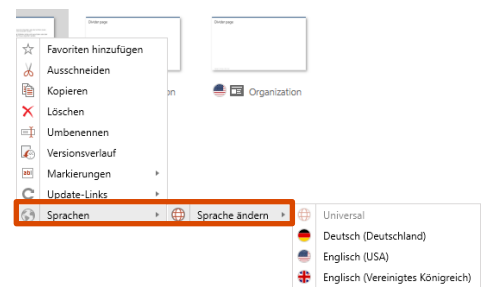 Divider page
Divider page
Favoriten hinzufügen
Ausschneiden
Kopieren
on
Organization
Löschen
Umbenennen
Versionsverlauf
ab
Markierungen
Update-Links
Sprachen
Sprache ändern
Universal
Deutsch (Deutschland)
Englisch (USA)
Englisch (Vereinigtes Königreich)